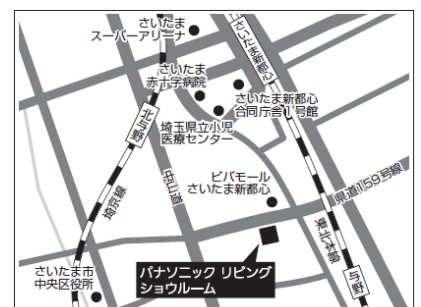 さいたま
スーパーアリーナ
さいたま新都心
さいたま
赤十字病院
さいたま新都心
合同庁舎1号館
北与野
埼玉県立小児
医療センター
中山道
ビバモール
さいたま新都心
県道159号線
埼京線
東北本線
与野
さいたま市
中央区役所
パナソニック リビング
ショウルーム